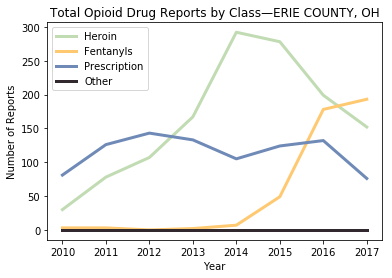 Total Opioid Drug Reports by Class—ERIE COUNTY, OH
Heroin
Fentanyls
Prescription
Other
Number of Reports
300
250
200
150
100
50
0
2010 2011 2012 2013 2014 2015 2016 2017
Year